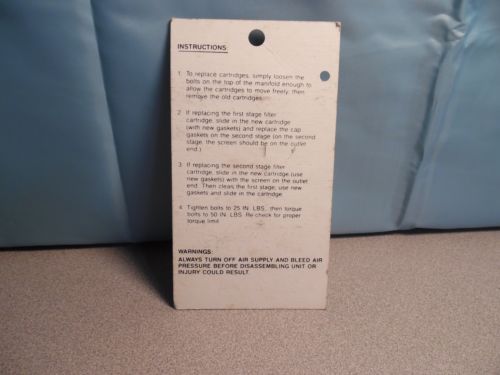 INSTRUCTIONS:
1. To replace cartridges, simply loosen the
bolts on the top of the manifold enough to
allow the cartridges to move freely; then
remove the old cartridges.
2. If replacing the first stage filter
cartridge, slide in the new cartridge
(with new gaskets) and replace the cap
gaskets on the second stage (on the second
stage, the screen should be on the outlet
end.)
3. If replacing the second stage filter
cartridge, slide in the new cartridge (use
new gaskets) with the screen on the outlet
end. Then clean the first stage; use new
gaskets and slide in the cartridge.
4. Tighten bolts to 25 IN. LBS., then torque
bolts to 50 IN. LBS. Re-check for proper
torque limit.
WARNINGS:
ALWAYS TURN OFF AIR SUPPLY AND BLEED AIR
PRESSURE BEFORE DISASSEMBLING UNIT OR
INJURY COULD RESULT.